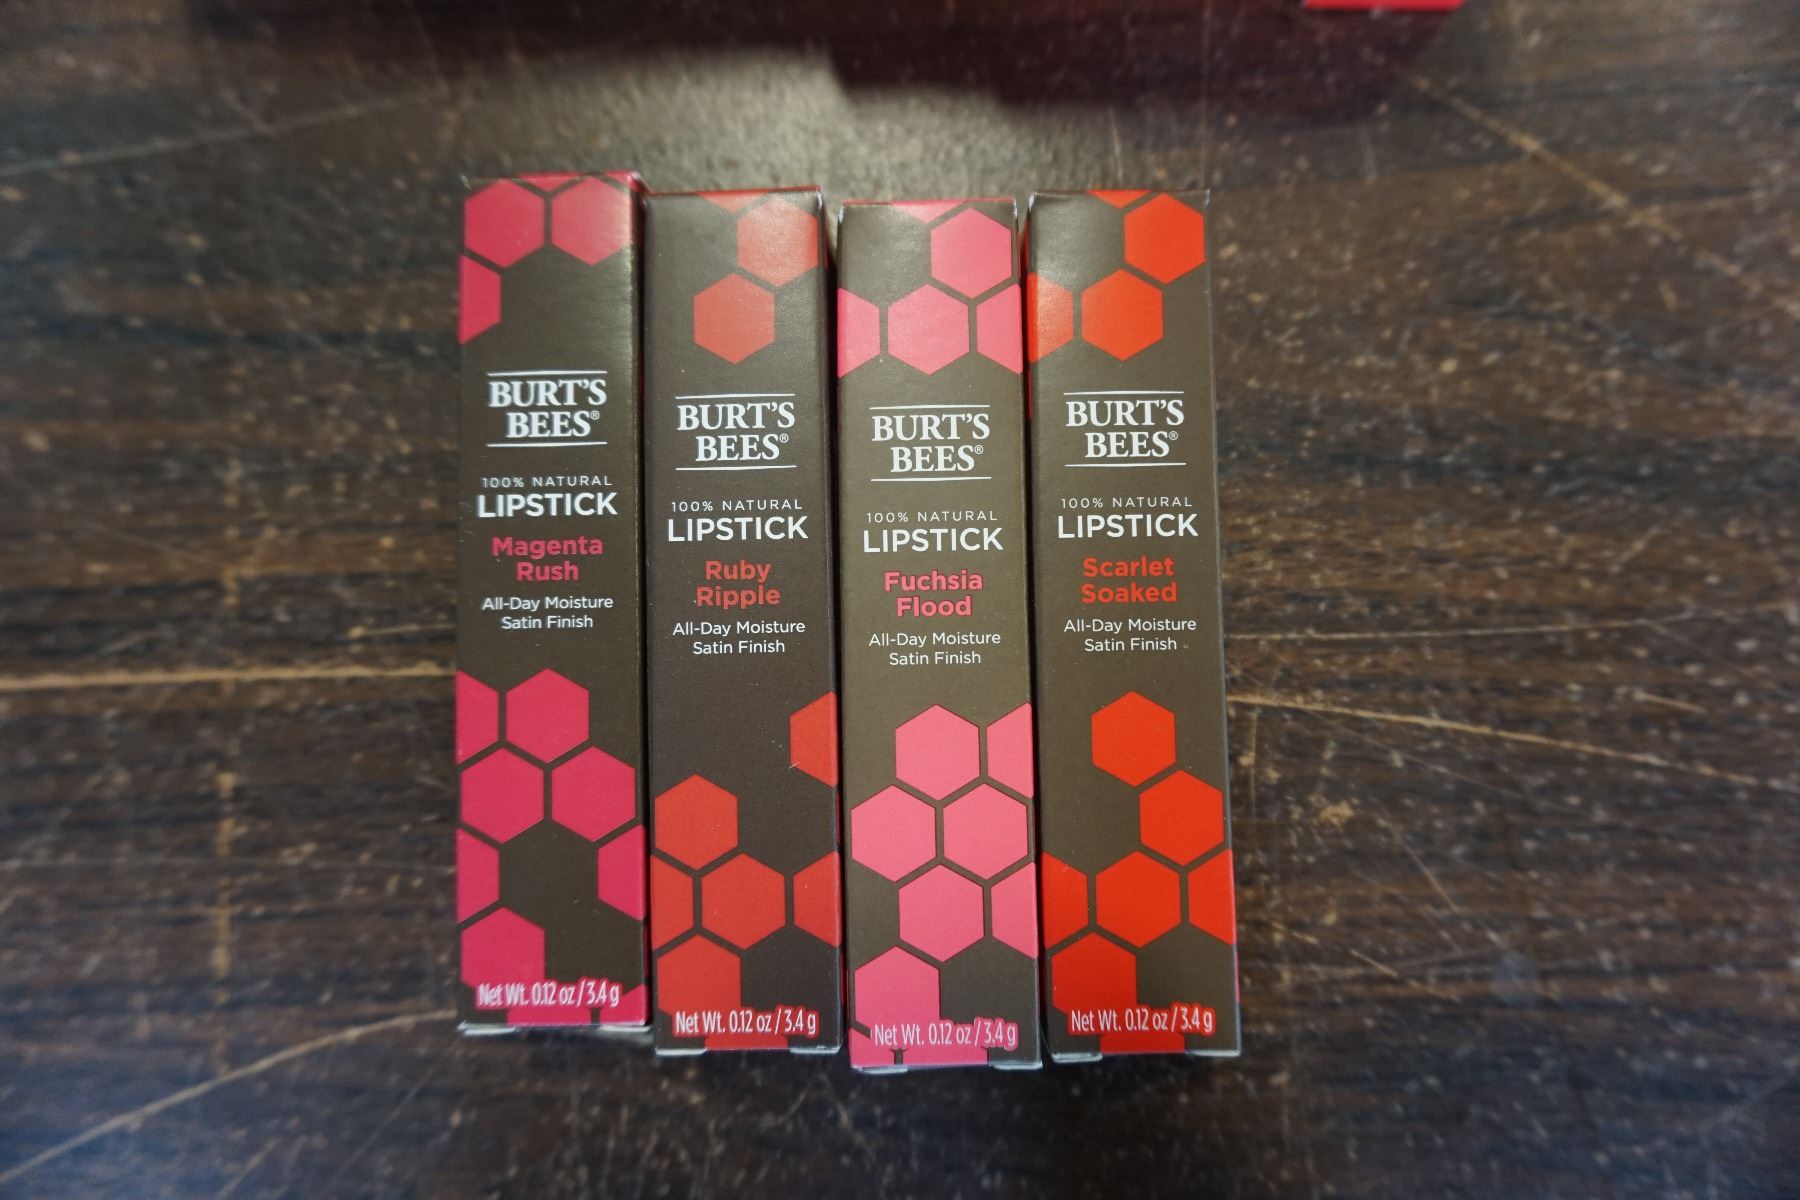 BURT'S
BEES®
100% NATURAL
LIPSTICK
Magenta
Rush
All-Day Moisture
Satin Finish
Net Wt. 0.12 oz / 3.4 g
BURT'S
BEES®
100% NATURAL
LIPSTICK
Ruby
Ripple
All-Day Moisture
Satin Finish
Net Wt. 0.12 oz / 3.4 g
BURT'S
BEES®
100% NATURAL
LIPSTICK
Fuchsia
Flood
All-Day Moisture
Satin Finish
Net Wt. 0.12 oz / 3.4 g
BURT'S
BEES®
100% NATURAL
LIPSTICK
Scarlet
Soaked
All-Day Moisture
Satin Finish
Net Wt. 0.12 oz / 3.4 g